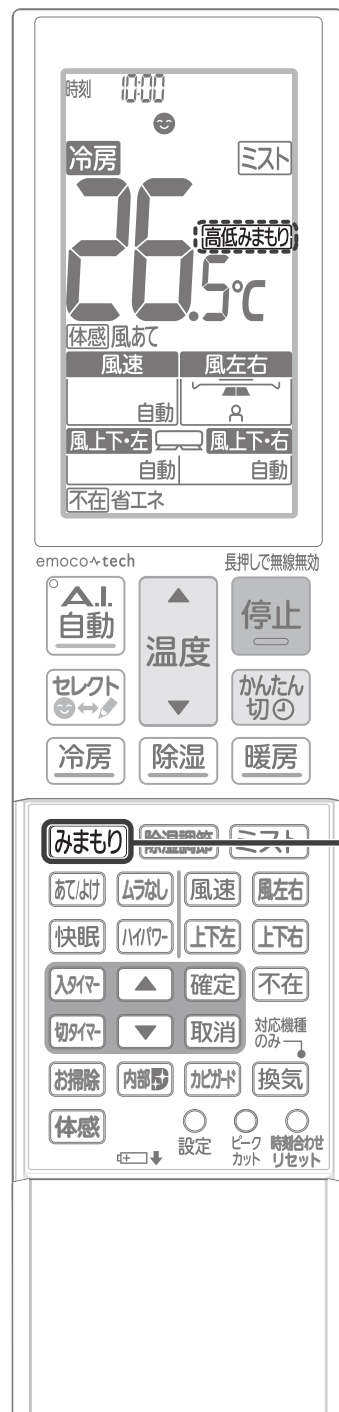 時刻 10:00
冷房 ミスト
26.5℃
高低みまもり
体感 風あて
風速 風左右
自動
風上下・左 風上下・右
自動 自動
不在 省エネ
emoco tech 長押しで無線無効
A.I.自動 温度 停止
セレクト かんたん切
冷房 除湿 暖房
みまもり 除湿調節 ミスト
あて/よけ ムラなし 風速 風左右
快眠 ハイパワー 上下左 上下右
入タイマー 確定 不在
切タイマー 取消 対応機種のみ
お掃除 内部 カビガード 換気
体感 設定 ピークカット 時刻合わせ
リセット